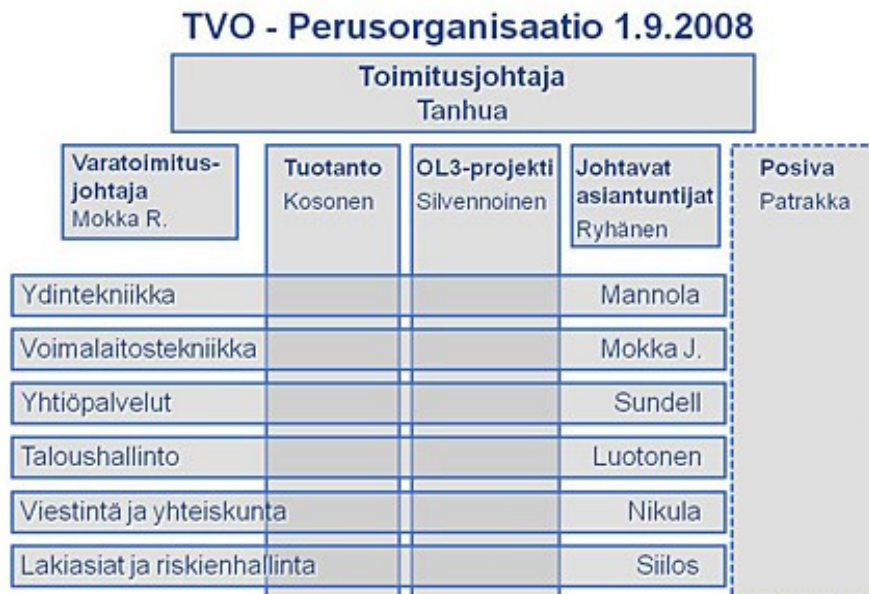 TVO - Perusorganisaatio 1.9.2008
Toimitusjohtaja
Tanhua
Varatoimitus-
johtaja
Mokka R.
Tuotanto
Kosonen
OL3-projekti
Silvennoinen
Johtavat
asiantuntijat
Ryhänen
Posiva
Patrakka
Ydintekniikka Mannola
Voimalaitostekniikka Mokka J.
Yhtiöpalvelut Sundell
Taloushallinto Luotonen
Viestintä ja yhteiskunta Nikula
Lakiasiat ja riskienhallinta Siilos